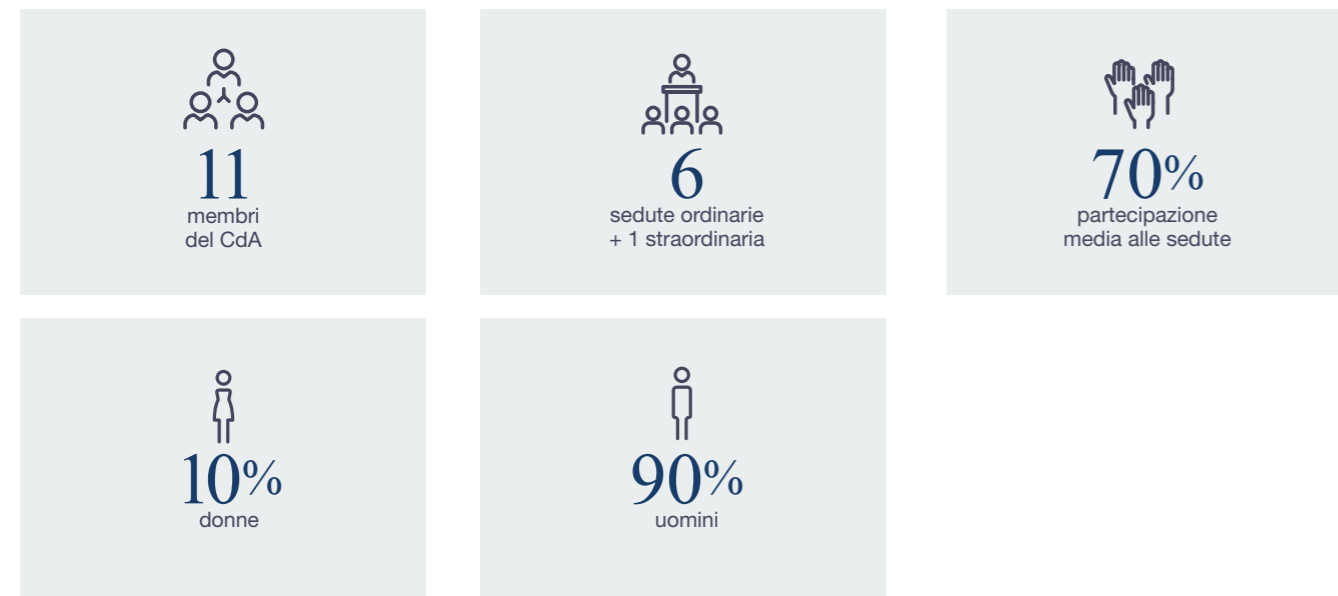 11
membri
del CdA
6
sedute ordinarie
+ 1 straordinaria
70%
partecipazione
media alle sedute
10%
donne
90%
uomini